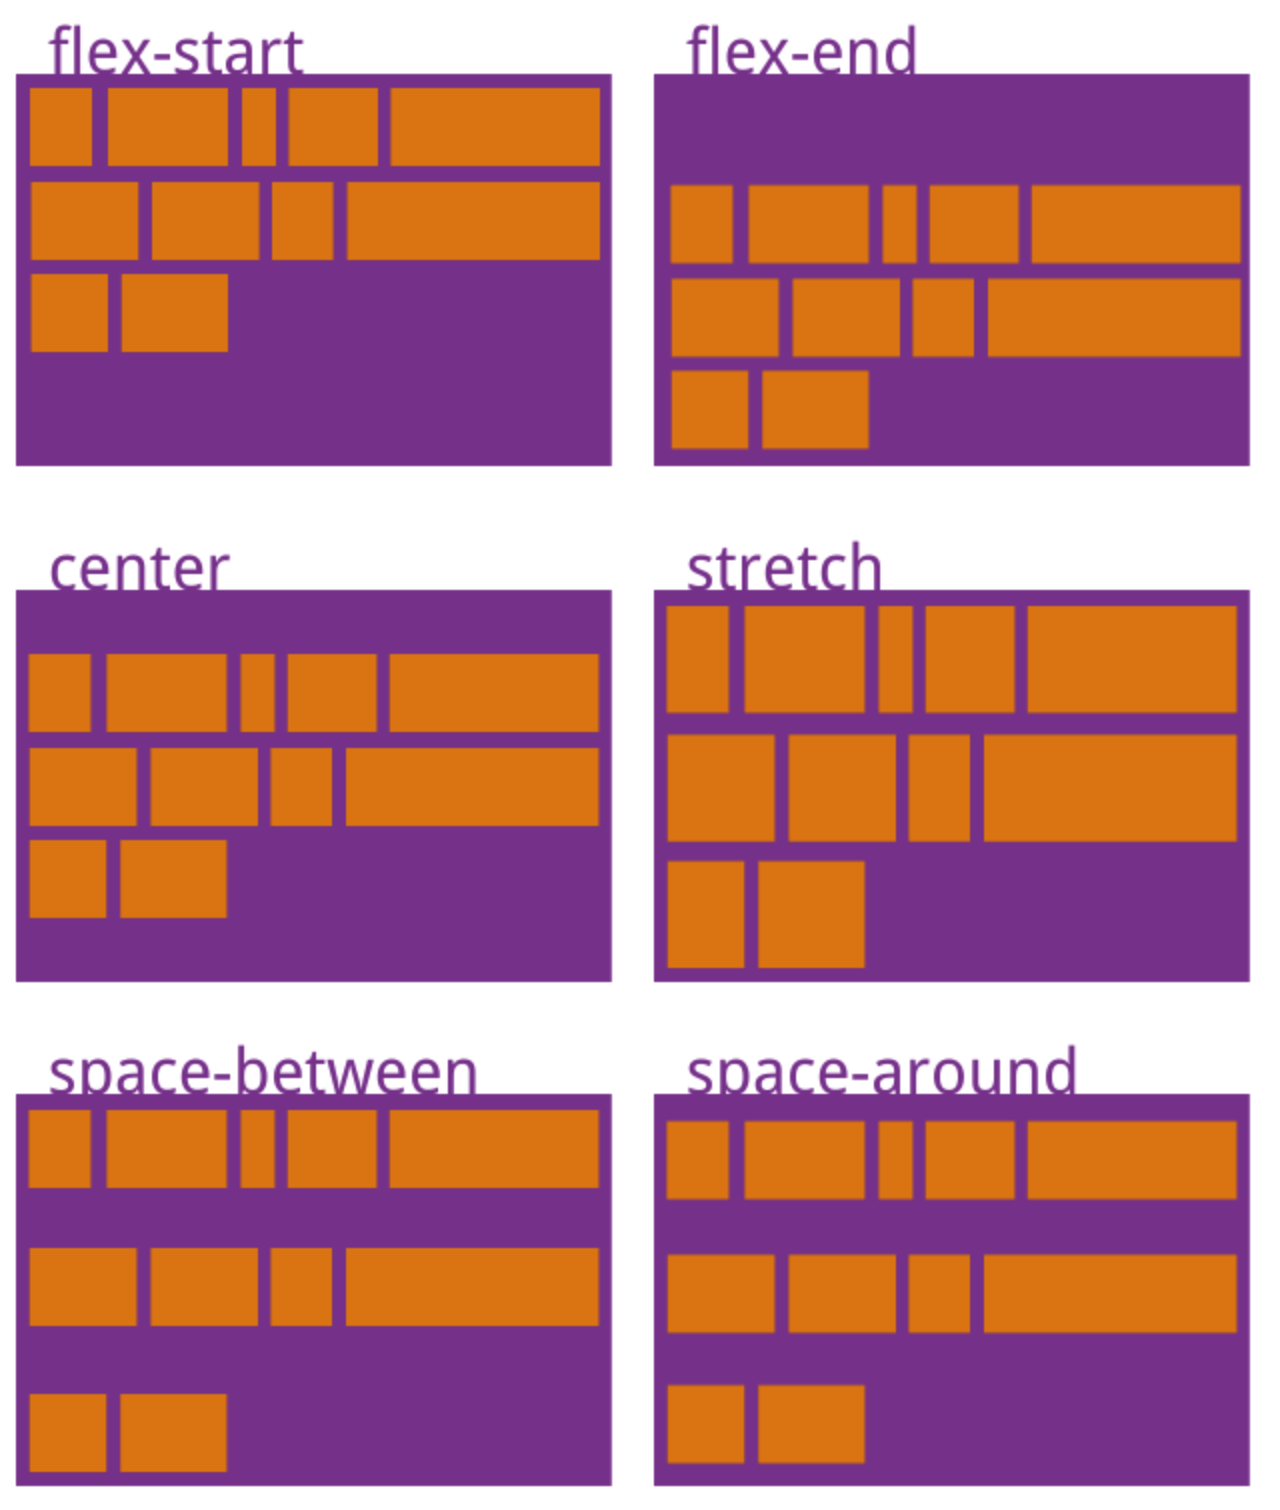 flex-start
flex-end
center
stretch
space-between
space-around